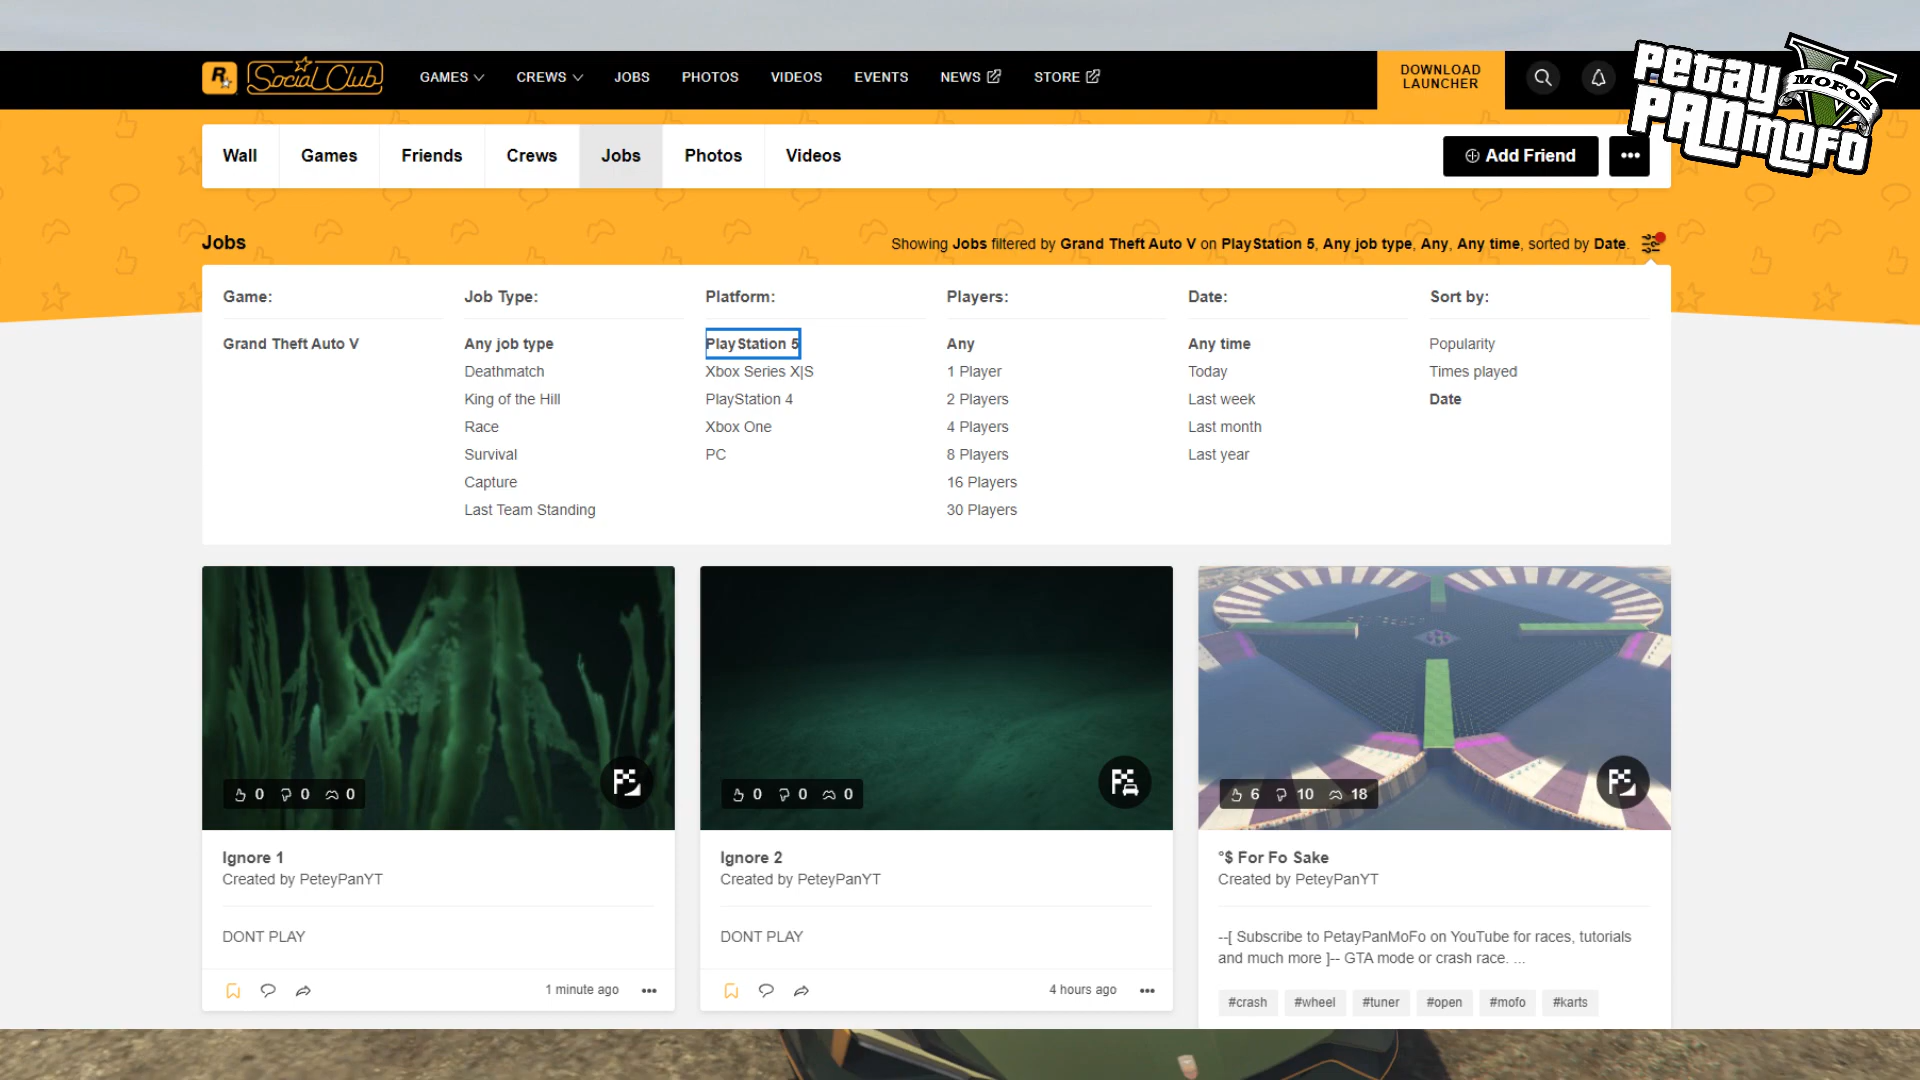 R★
Social Club
GAMES
CREWS
JOBS
PHOTOS
VIDEOS
EVENTS
NEWS
STORE
DOWNLOAD
LAUNCHER
Petay
PANmofo
V
MOFOS
Wall
Games
Friends
Crews
Jobs
Photos
Videos
Add Friend
Jobs
Showing Jobs filtered by Grand Theft Auto V on PlayStation 5, Any job type, Any, Any time, sorted by Date.
Game:
Grand Theft Auto V
Job Type:
Any job type
Deathmatch
King of the Hill
Race
Survival
Capture
Last Team Standing
Platform:
PlayStation 5
Xbox Series X|S
PlayStation 4
Xbox One
PC
Players:
Any
1 Player
2 Players
4 Players
8 Players
16 Players
30 Players
Date:
Any time
Today
Last week
Last month
Last year
Sort by:
Popularity
Times played
Date
0 0 0
Ignore 1
Created by PeteyPanYT
DONT PLAY
1 minute ago
0 0 0
Ignore 2
Created by PeteyPanYT
DONT PLAY
4 hours ago
6 10 18
°$ For Fo Sake
Created by PeteyPanYT
--[ Subscribe to PetayPanMoFo on YouTube for races, tutorials
and much more ]-- GTA mode or crash race. ...
#crash #wheel #tuner #open #mofo #karts